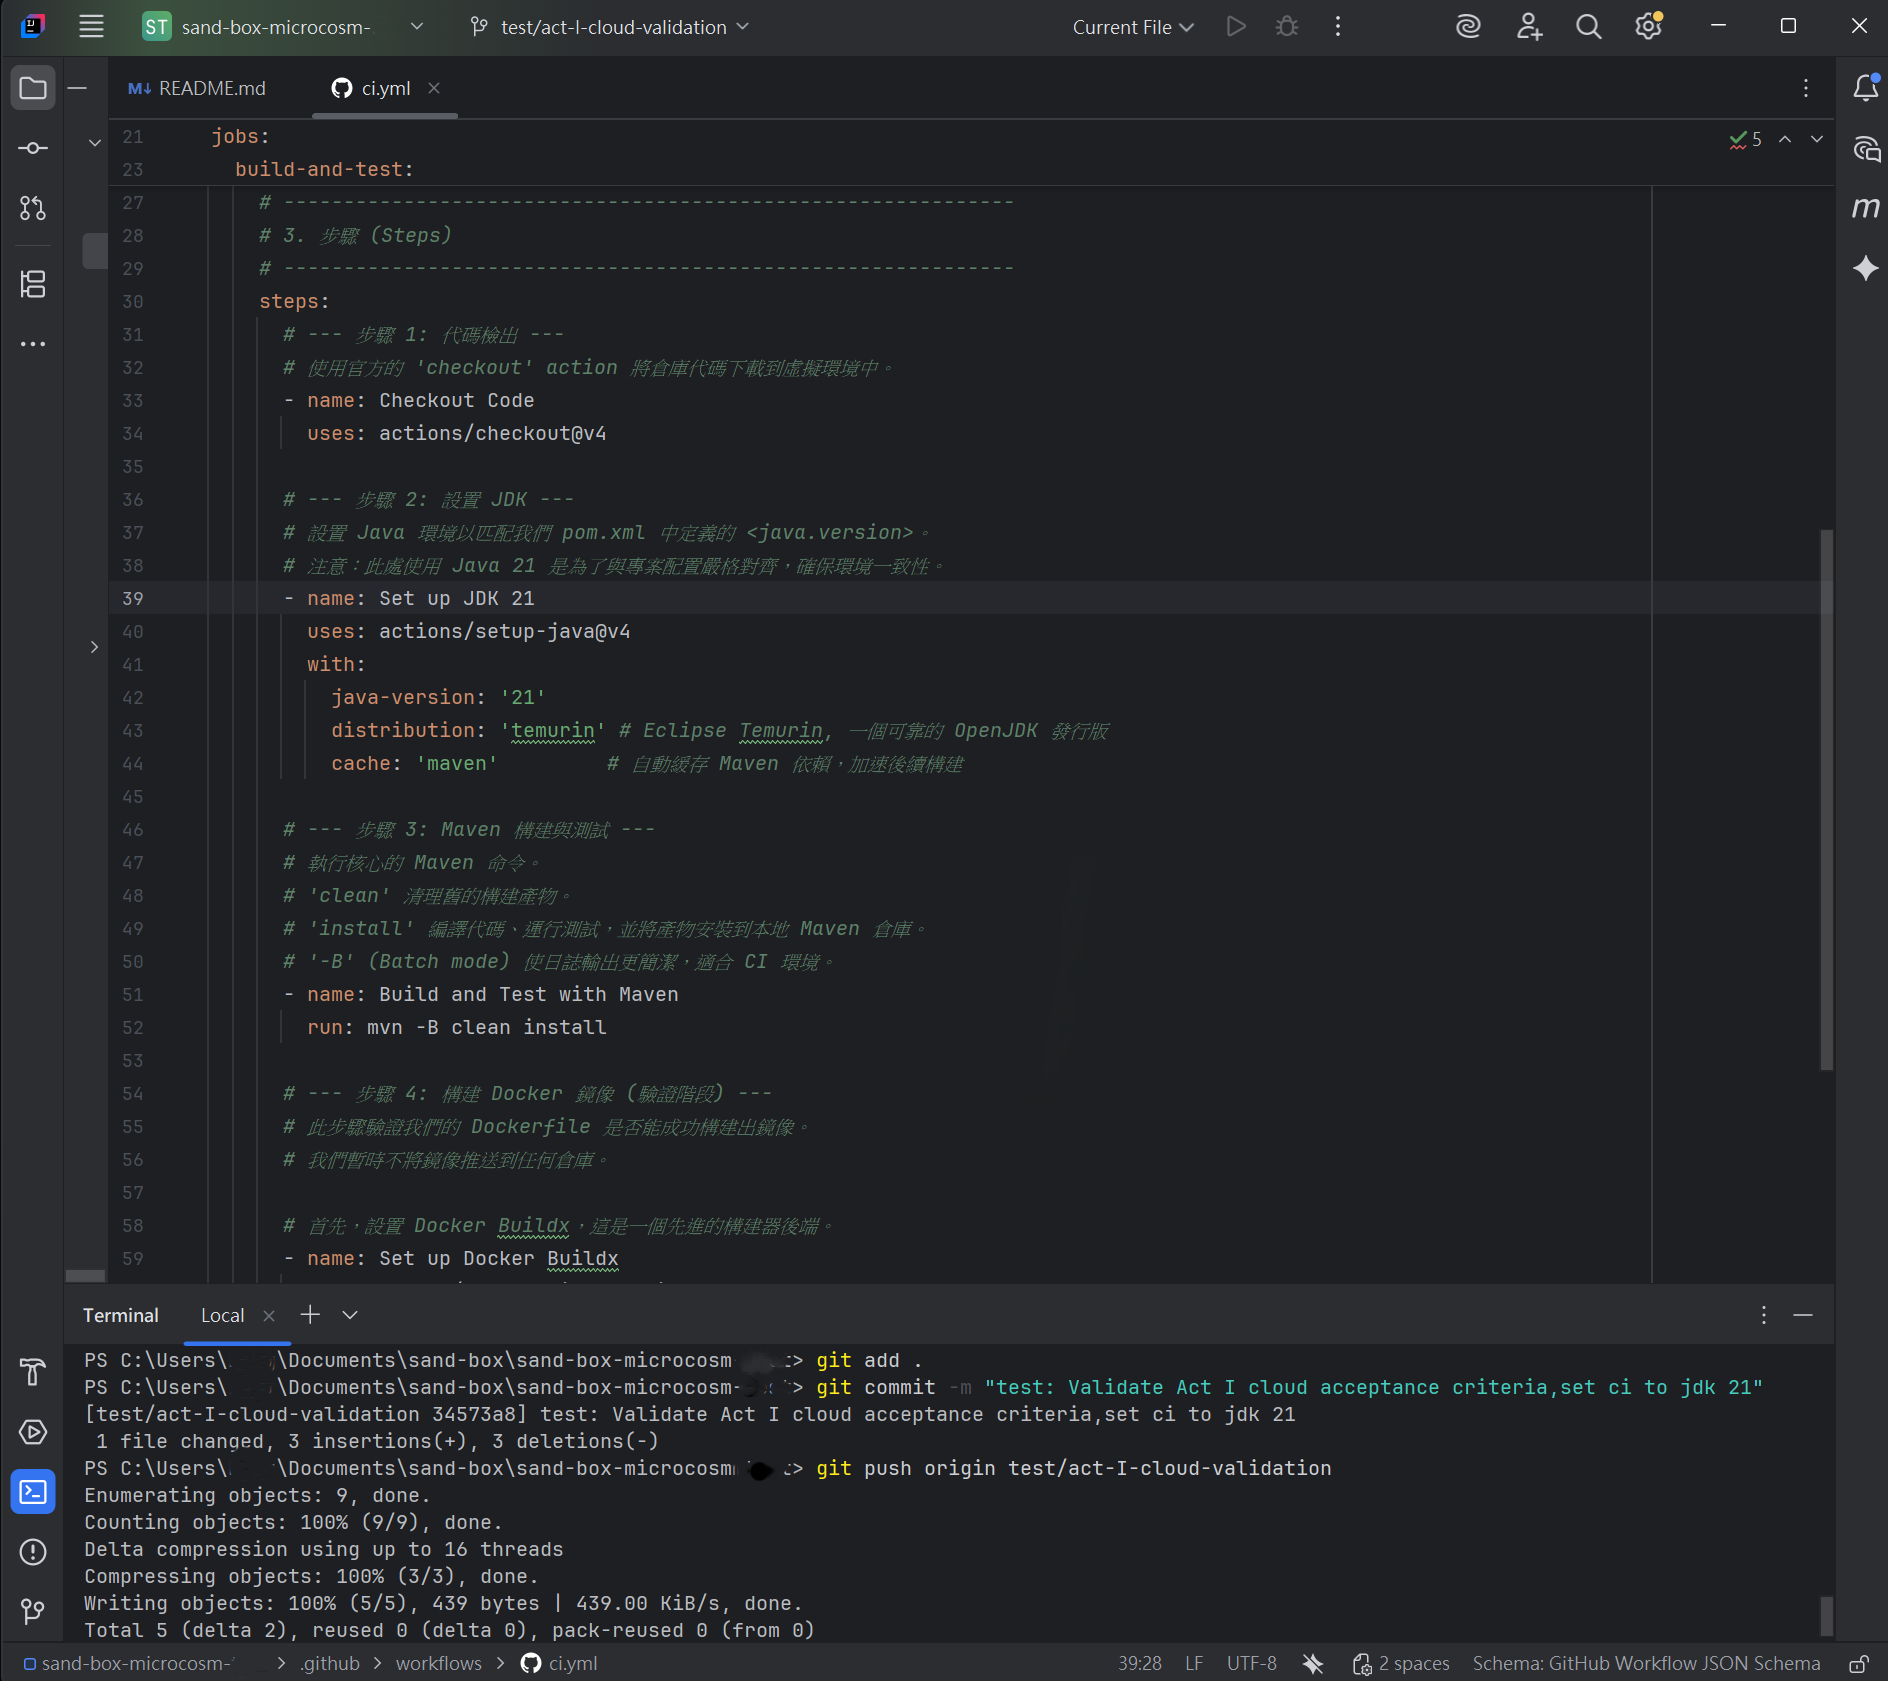 ST sand-box-microcosm- test/act-I-cloud-validation Current File
README.md ci.yml
21 jobs:
23 build-and-test:
5
27 # -------------------------------------------------------------
28 # 3. 步驟 (Steps)
29 # -------------------------------------------------------------
30 steps:
31 # --- 步驟 1: 代碼檢出 ---
32 # 使用官方的 'checkout' action 將倉庫代碼下載到虛擬環境中。
33 - name: Checkout Code
34 uses: actions/checkout@v4
35
36 # --- 步驟 2: 設置 JDK ---
37 # 設置 Java 環境以匹配我們 pom.xml 中定義的 <java.version>。
38 # 注意：此處使用 Java 21 是為了與專案配置嚴格對齊，確保環境一致性。
39 - name: Set up JDK 21
40 uses: actions/setup-java@v4
41 with:
42 java-version: '21'
43 distribution: 'temurin' # Eclipse Temurin, 一個可靠的 OpenJDK 發行版
44 cache: 'maven' # 自動緩存 Maven 依賴，加速後續構建
45
46 # --- 步驟 3: Maven 構建與測試 ---
47 # 執行核心的 Maven 命令。
48 # 'clean' 清理舊的構建產物。
49 # 'install' 編譯代碼、運行測試，並將產物安裝到本地 Maven 倉庫。
50 # '-B' (Batch mode) 使日誌輸出更簡潔，適合 CI 環境。
51 - name: Build and Test with Maven
52 run: mvn -B clean install
53
54 # --- 步驟 4: 構建 Docker 鏡像 (驗證階段) ---
55 # 此步驟驗證我們的 Dockerfile 是否能成功構建出鏡像。
56 # 我們暫時不將鏡像推送到任何倉庫。
57
58 # 首先，設置 Docker Buildx，這是一個先進的構建器後端。
59 - name: Set up Docker Buildx
Terminal Local
PS C:\Users\ \Documents\sand-box\sand-box-microcosm- t> git add .
PS C:\Users\ \Documents\sand-box\sand-box-microcosm- t> git commit -m "test: Validate Act I cloud acceptance criteria,set ci to jdk 21"
[test/act-I-cloud-validation 34573a8] test: Validate Act I cloud acceptance criteria,set ci to jdk 21
1 file changed, 3 insertions(+), 3 deletions(-)
PS C:\Users\ \Documents\sand-box\sand-box-microcosm t> git push origin test/act-I-cloud-validation
Enumerating objects: 9, done.
Counting objects: 100% (9/9), done.
Delta compression using up to 16 threads
Compressing objects: 100% (3/3), done.
Writing objects: 100% (5/5), 439 bytes | 439.00 KiB/s, done.
Total 5 (delta 2), reused 0 (delta 0), pack-reused 0 (from 0)
sand-box-microcosm- > .github > workflows > ci.yml 39:28 LF UTF-8 2 spaces Schema: GitHub Workflow JSON Schema